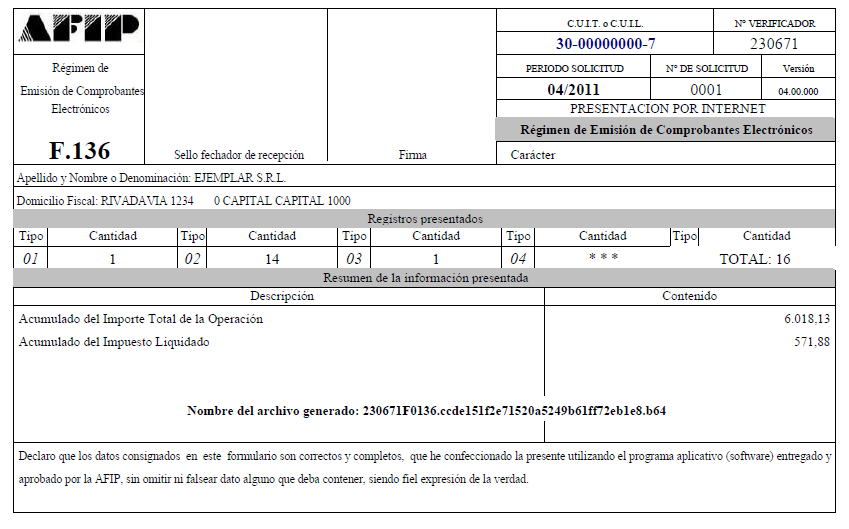 AFIP
Régimen de
Emisión de Comprobantes
Electrónicos
F.136
Sello fechador de recepción
Firma
C.U.I.T. o C.U.I.L.
Nº VERIFICADOR
30-00000000-7
230671
PERIODO SOLICITUD
Nº DE SOLICITUD
Versión
04/2011
0001
04.00.000
PRESENTACION POR INTERNET
Régimen de Emisión de Comprobantes Electrónicos
Carácter
Apellido y Nombre o Denominación: EJEMPLAR S.R.L.
Domicilio Fiscal: RIVADAVIA 1234 0 CAPITAL CAPITAL 1000
Registros presentados
Tipo Cantidad Tipo Cantidad Tipo Cantidad Tipo Cantidad Tipo Cantidad
01 1 02 14 03 1 04 * * * TOTAL: 16
Resumen de la información presentada
Descripción Contenido
Acumulado del Importe Total de la Operación 6.018,13
Acumulado del Impuesto Liquidado 571,88
Nombre del archivo generado: 230671F0136.ccde151f2e71520a5249b61ff72eb1e8.b64
Declaro que los datos consignados en este formulario son correctos y completos, que he confeccionado la presente utilizando el programa aplicativo (software) entregado y
aprobado por la AFIP, sin omitir ni falsear dato alguno que deba contener, siendo fiel expresión de la verdad.